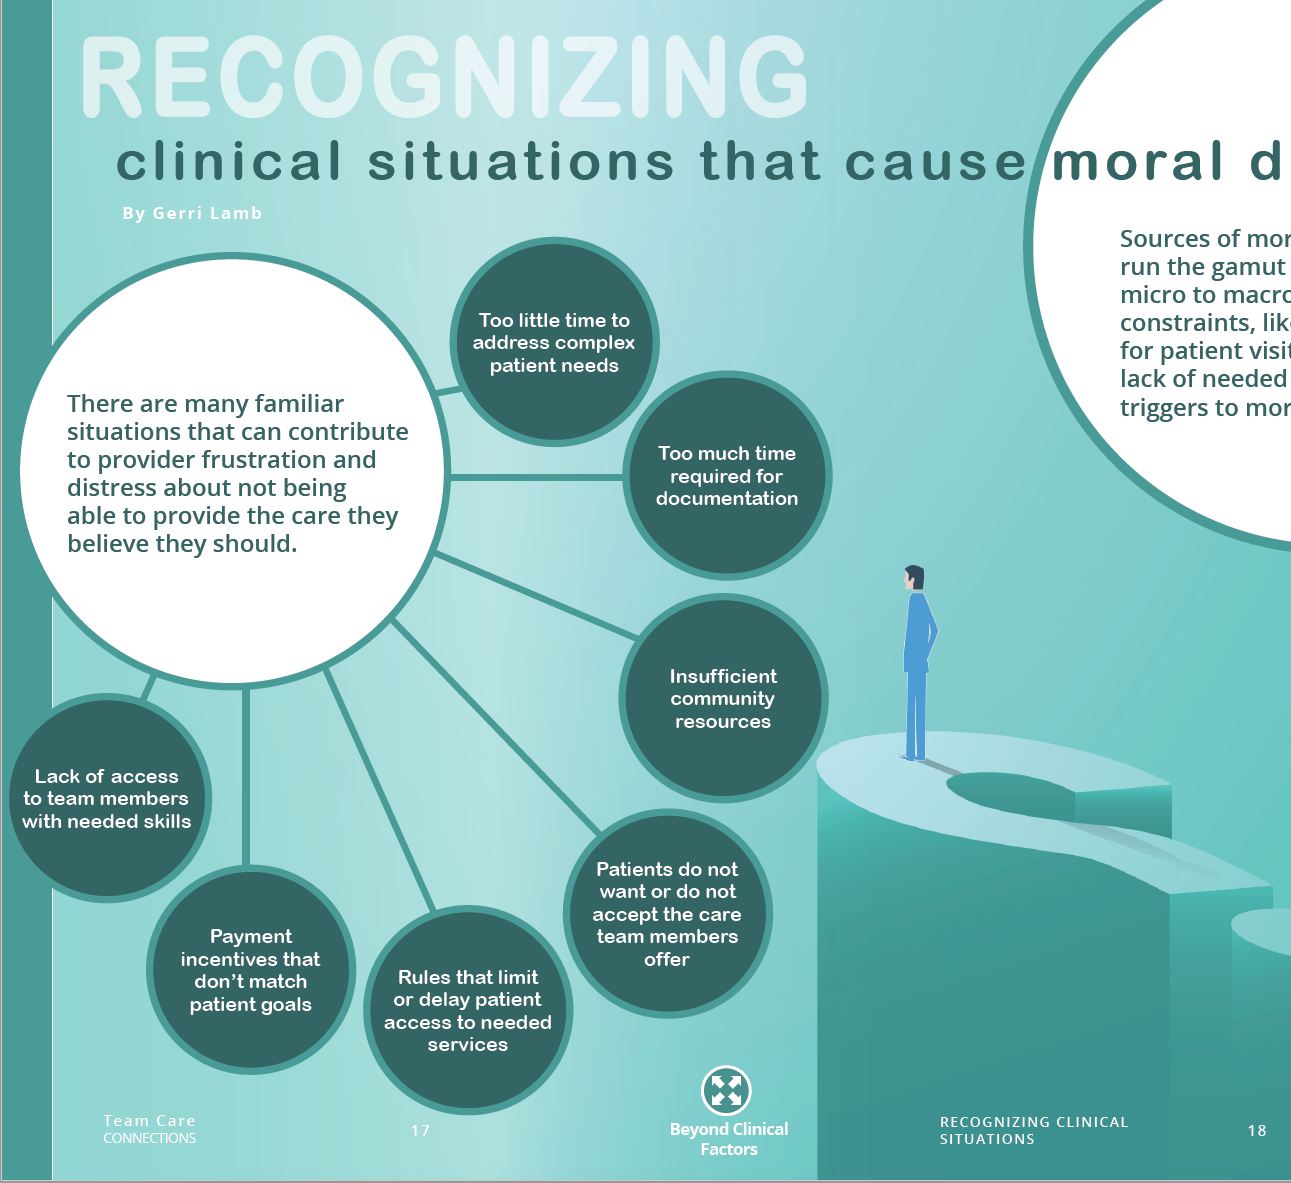 RECOGNIZING
clinical situations that cause moral d
By Gerri Lamb
There are many familiar
situations that can contribute
to provider frustration and
distress about not being
able to provide the care they
believe they should.
Too little time to
address complex
patient needs
Too much time
required for
documentation
Insufficient
community
resources
Patients do not
want or do not
accept the care
team members
offer
Rules that limit
or delay patient
access to needed
services
Payment
incentives that
don’t match
patient goals
Lack of access
to team members
with needed skills
Sources of mor
run the gamut
micro to macro
constraints, lik
for patient visit
lack of needed
triggers to mor
Team Care
CONNECTIONS
17
Beyond Clinical
Factors
RECOGNIZING CLINICAL
SITUATIONS
18